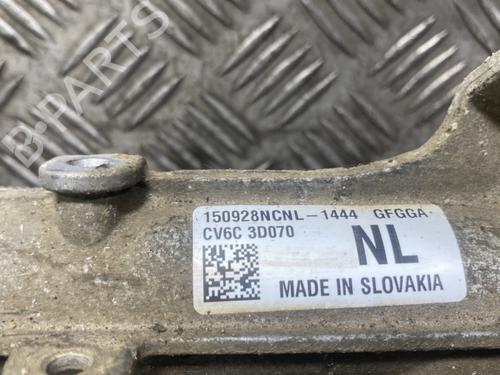 B-PARTS
150928NCNL-1444 GFGGA
CV6C 3D070
NL
MADE IN SLOVAKIA